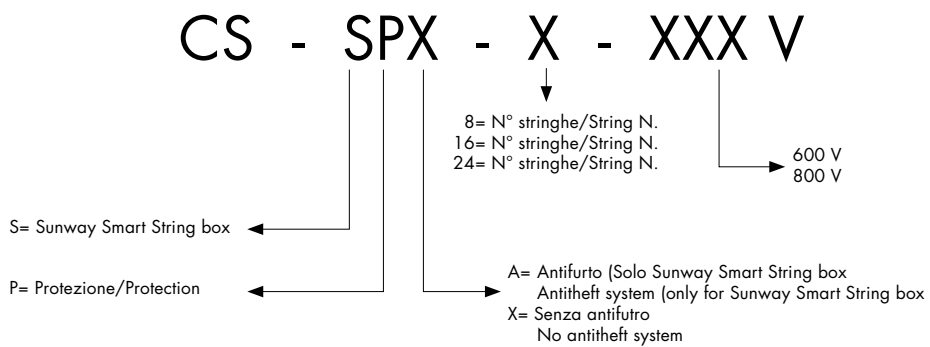 CS - SPX - X - XXX V
8= N° stringhe/String N.
16= N° stringhe/String N.
24= N° stringhe/String N.
600 V
800 V
S= Sunway Smart String box
P= Protezione/Protection
A= Antifurto (Solo Sunway Smart String box
Antitheft system (only for Sunway Smart String box
X= Senza antifutro
No antitheft system